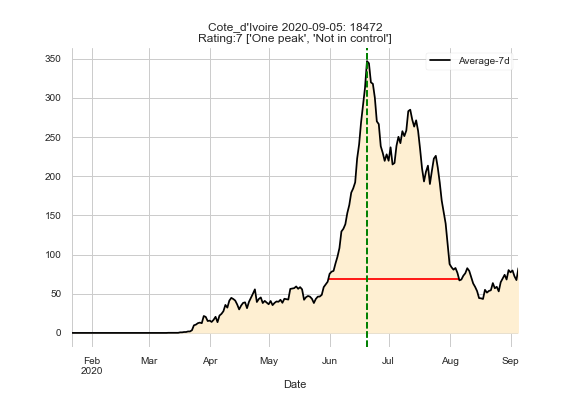 Cote_d'Ivoire 2020-09-05: 18472
Rating:7 ['One peak', 'Not in control']
Average-7d
350
300
250
200
150
100
50
0
Feb Mar Apr May Jun Jul Aug Sep
2020
Date